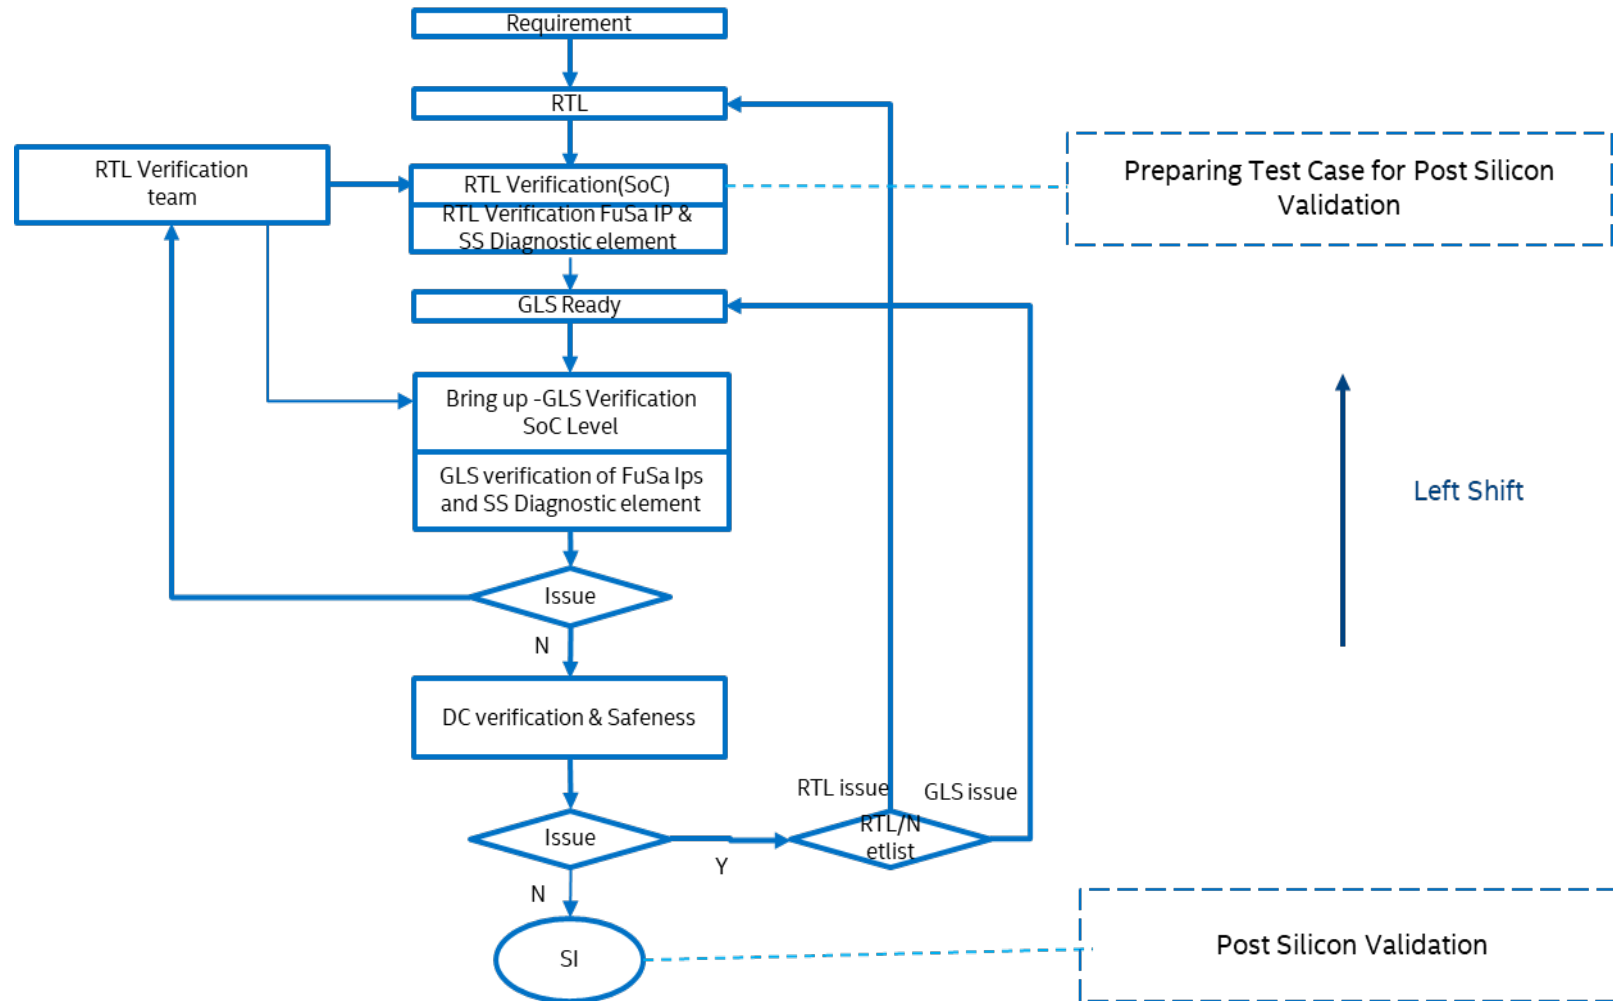 Requirement
RTL
RTL Verification
team
RTL Verification(SoC)
RTL Verification FuSa IP &
SS Diagnostic element
Preparing Test Case for Post Silicon
Validation
GLS Ready
Bring up -GLS Verification
SoC Level
GLS verification of FuSa Ips
and SS Diagnostic element
Left Shift
Issue
N
DC verification & Safeness
RTL issue
GLS issue
Issue
Y
RTL/N
etlist
N
SI
Post Silicon Validation